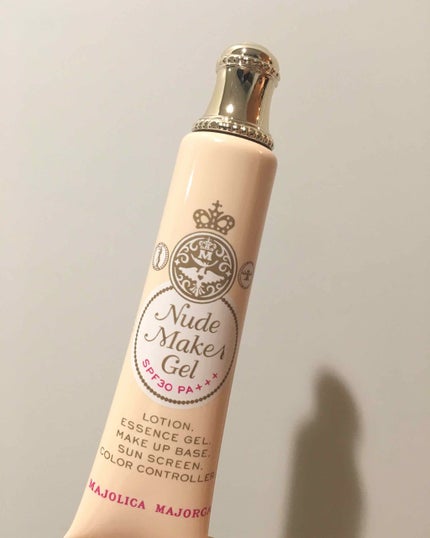 M
Nude
Make
Gel
SPF30 PA+++
LOTION,
ESSENCE GEL,
MAKE UP BASE,
SUN SCREEN,
COLOR CONTROLLER
MAJOLICA MAJORCA